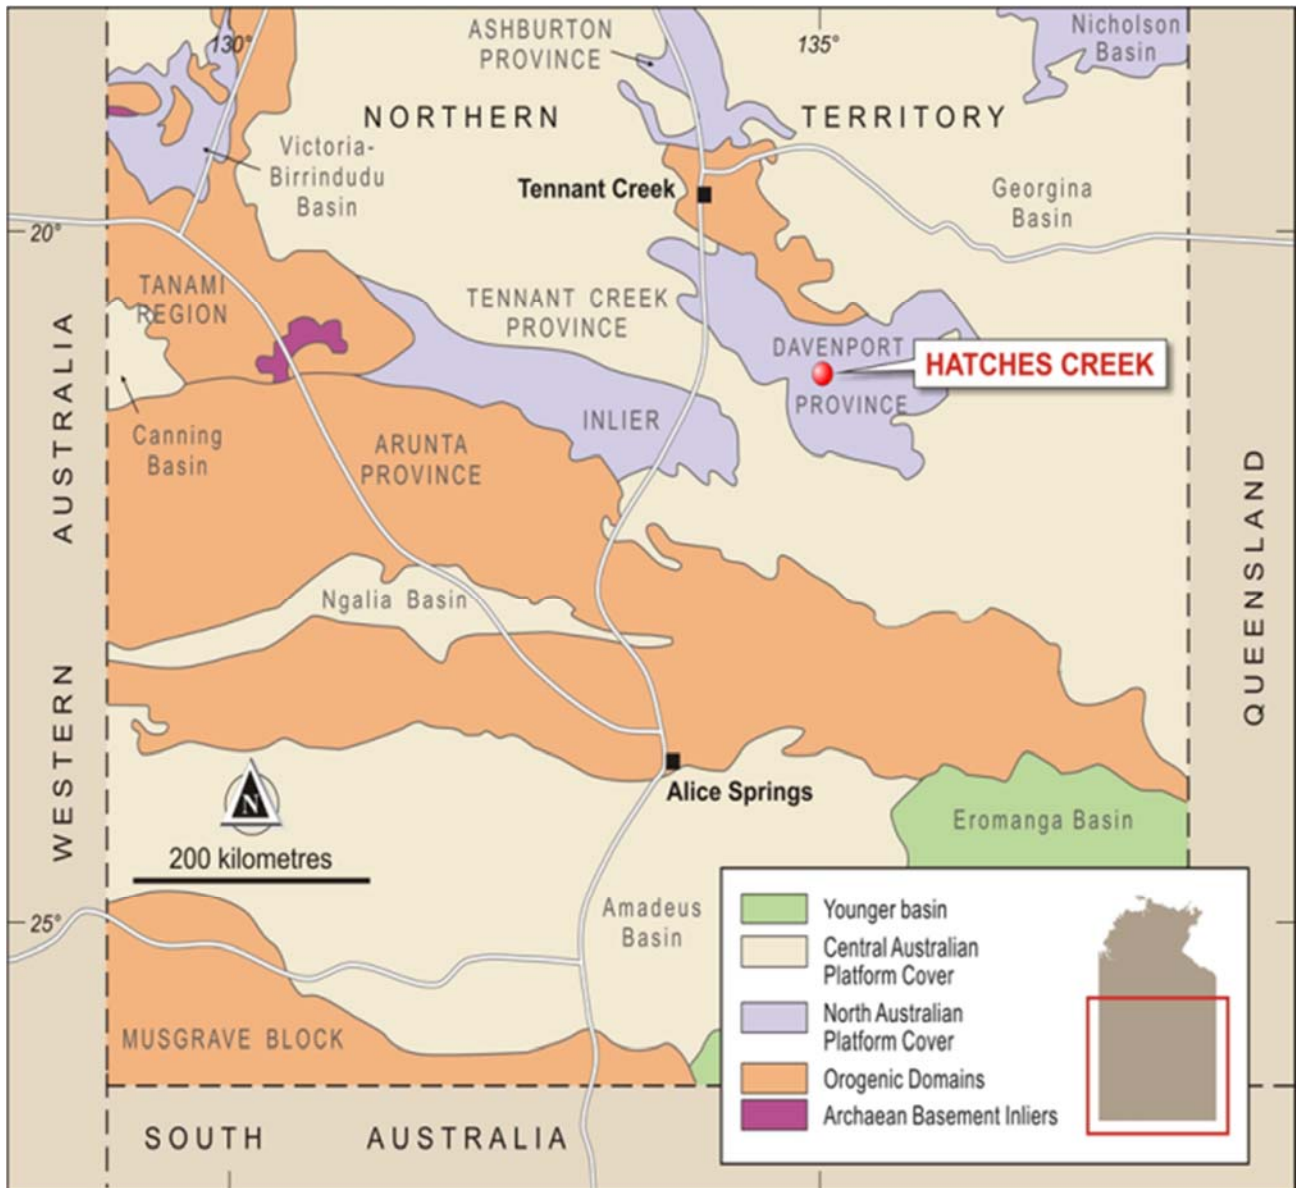 130°
ASHBURTON
PROVINCE
135°
Nicholson
Basin
NORTHERN TERRITORY
Victoria-
Birrindudu
Basin
Tennant Creek
Georgina
Basin
20°
TANAMI
REGION
TENNANT CREEK
PROVINCE
DAVENPORT
PROVINCE
HATCHES CREEK
INLIER
Canning
Basin
ARUNTA
PROVINCE
WESTERN AUSTRALIA
QUEENSLAND
Ngalia Basin
Alice Springs
Eromanga Basin
N
200 kilometres
25°
Amadeus
Basin
MUSGRAVE BLOCK
SOUTH AUSTRALIA
Younger basin
Central Australian
Platform Cover
North Australian
Platform Cover
Orogenic Domains
Archaean Basement Inliers